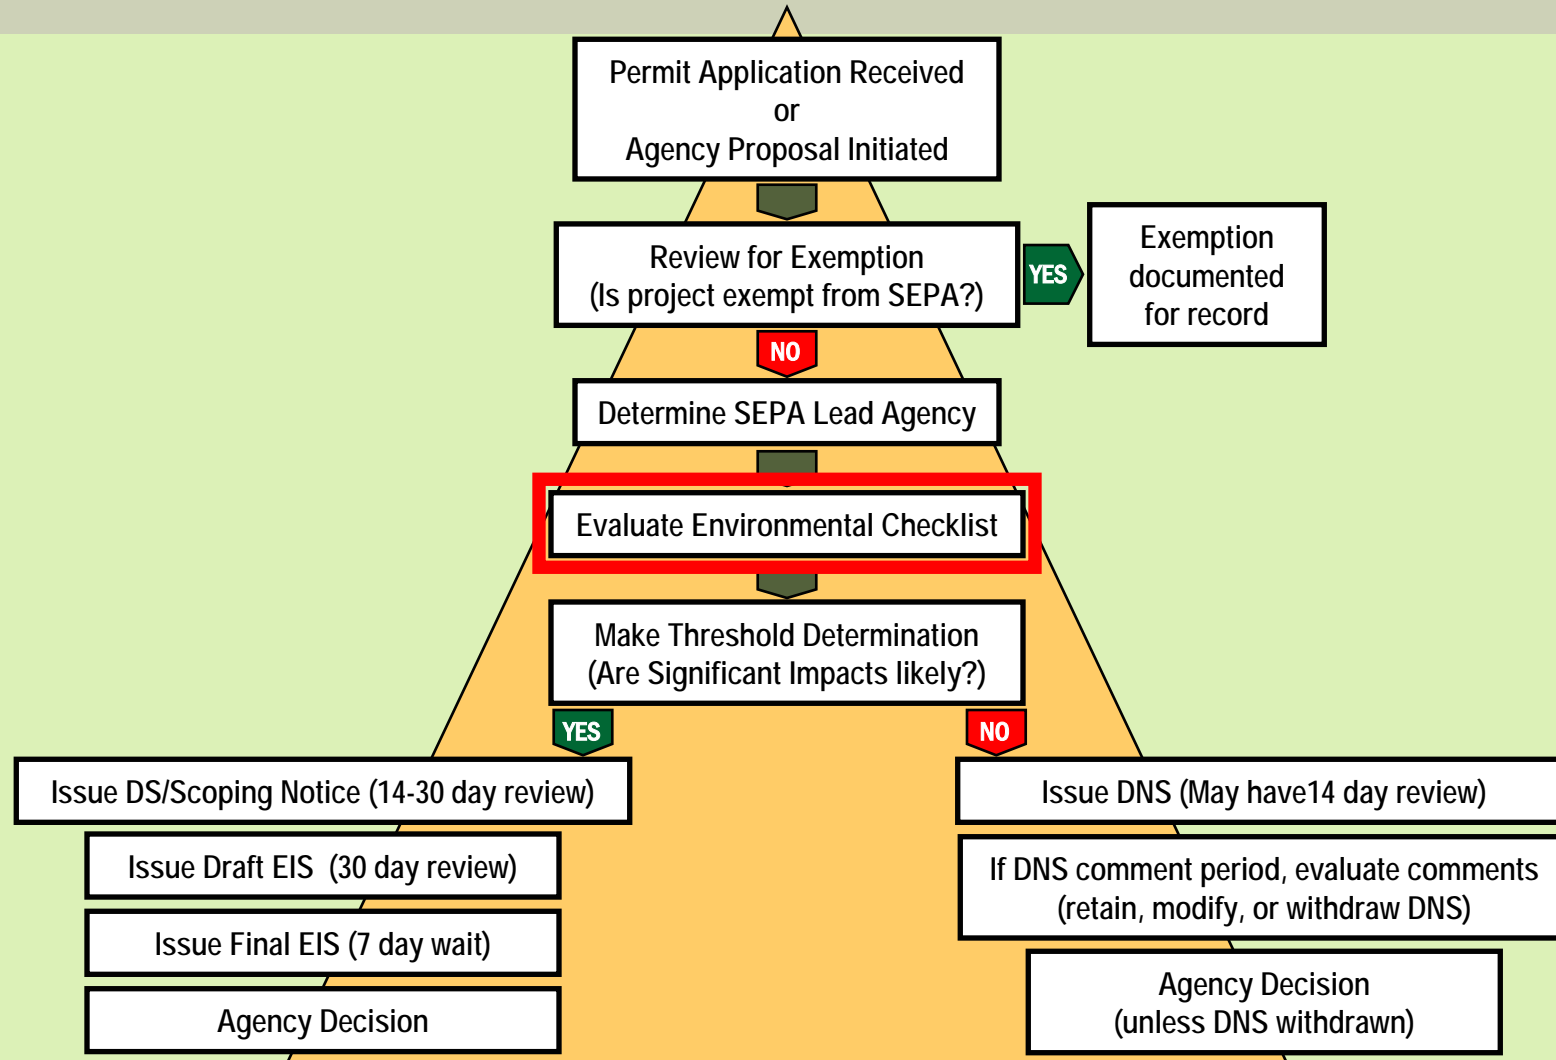 Permit Application Received
or
Agency Proposal Initiated
Review for Exemption
(Is project exempt from SEPA?)
YES
Exemption
documented
for record
NO
Determine SEPA Lead Agency
Evaluate Environmental Checklist
Make Threshold Determination
(Are Significant Impacts likely?)
YES
NO
Issue DS/Scoping Notice (14-30 day review)
Issue Draft EIS (30 day review)
Issue Final EIS (7 day wait)
Agency Decision
Issue DNS (May have14 day review)
If DNS comment period, evaluate comments
(retain, modify, or withdraw DNS)
Agency Decision
(unless DNS withdrawn)